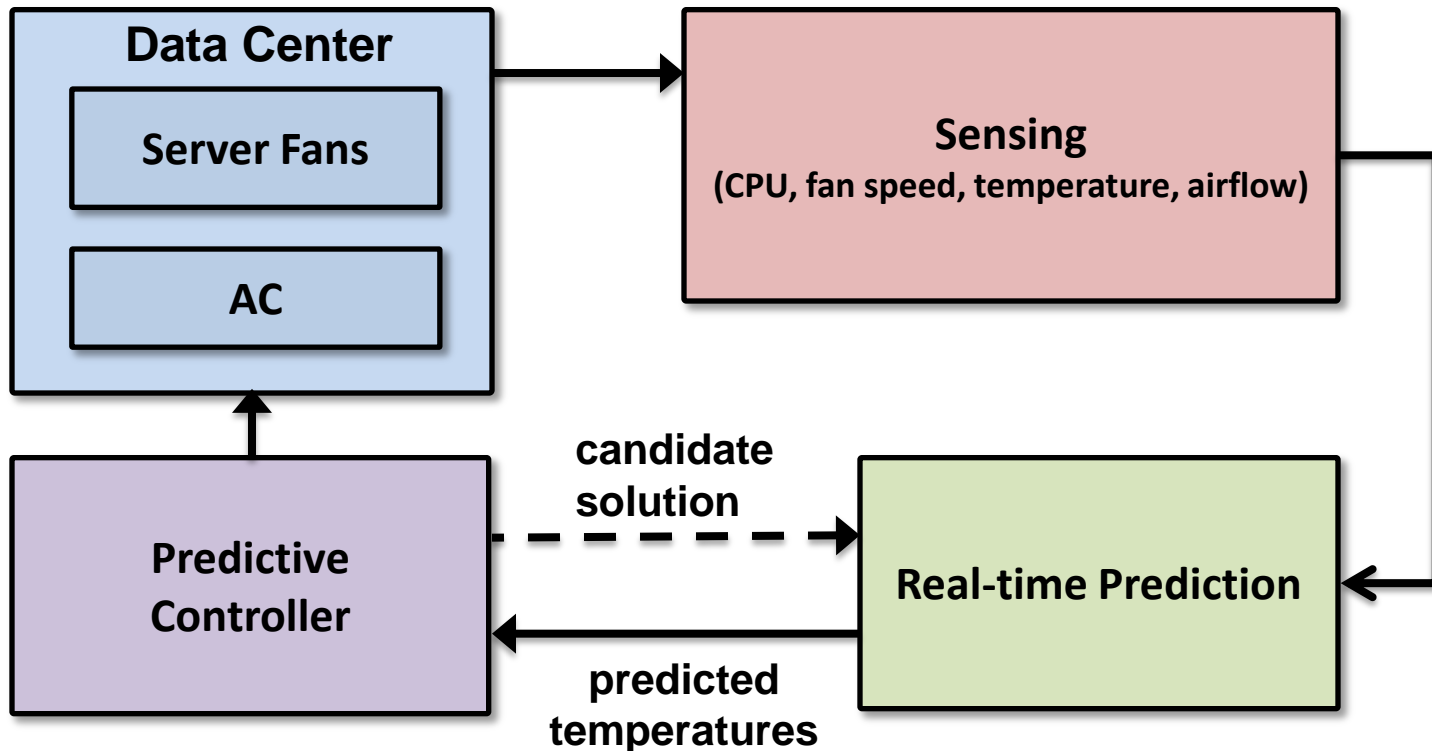 Data Center
Server Fans
AC
Sensing
(CPU, fan speed, temperature, airflow)
Predictive
Controller
candidate
solution
predicted
temperatures
Real-time Prediction